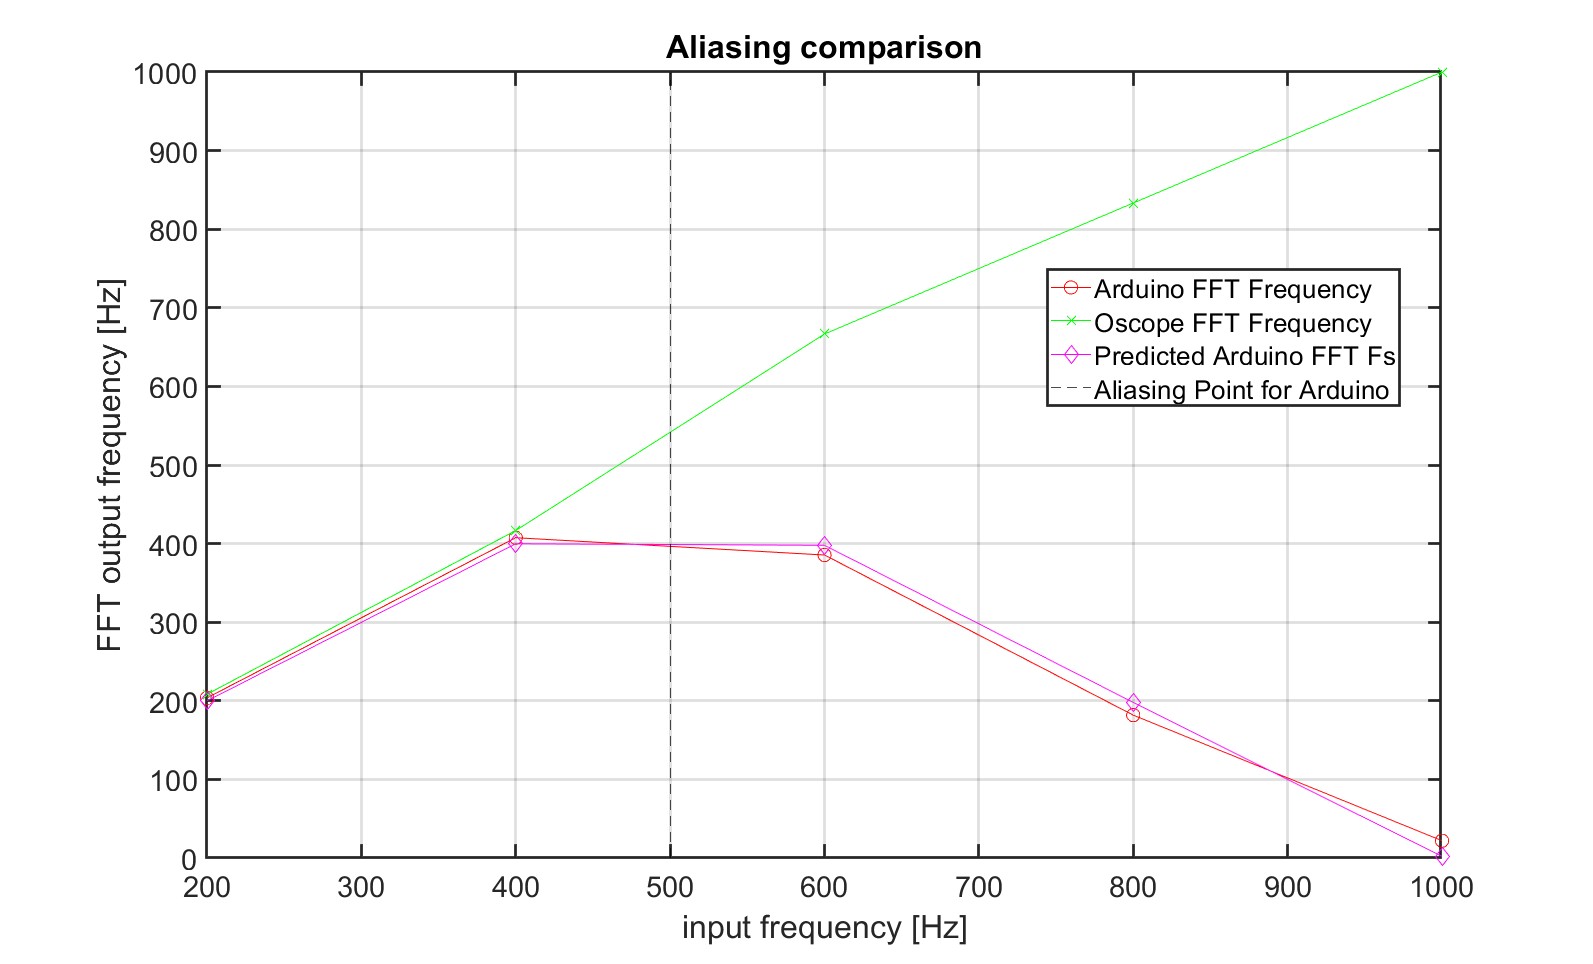 Aliasing comparison
1000
900
800
700
600
500
400
300
200
100
0
FFT output frequency [Hz]
Arduino FFT Frequency
Oscope FFT Frequency
Predicted Arduino FFT Fs
Aliasing Point for Arduino
200 300 400 500 600 700 800 900 1000
input frequency [Hz]